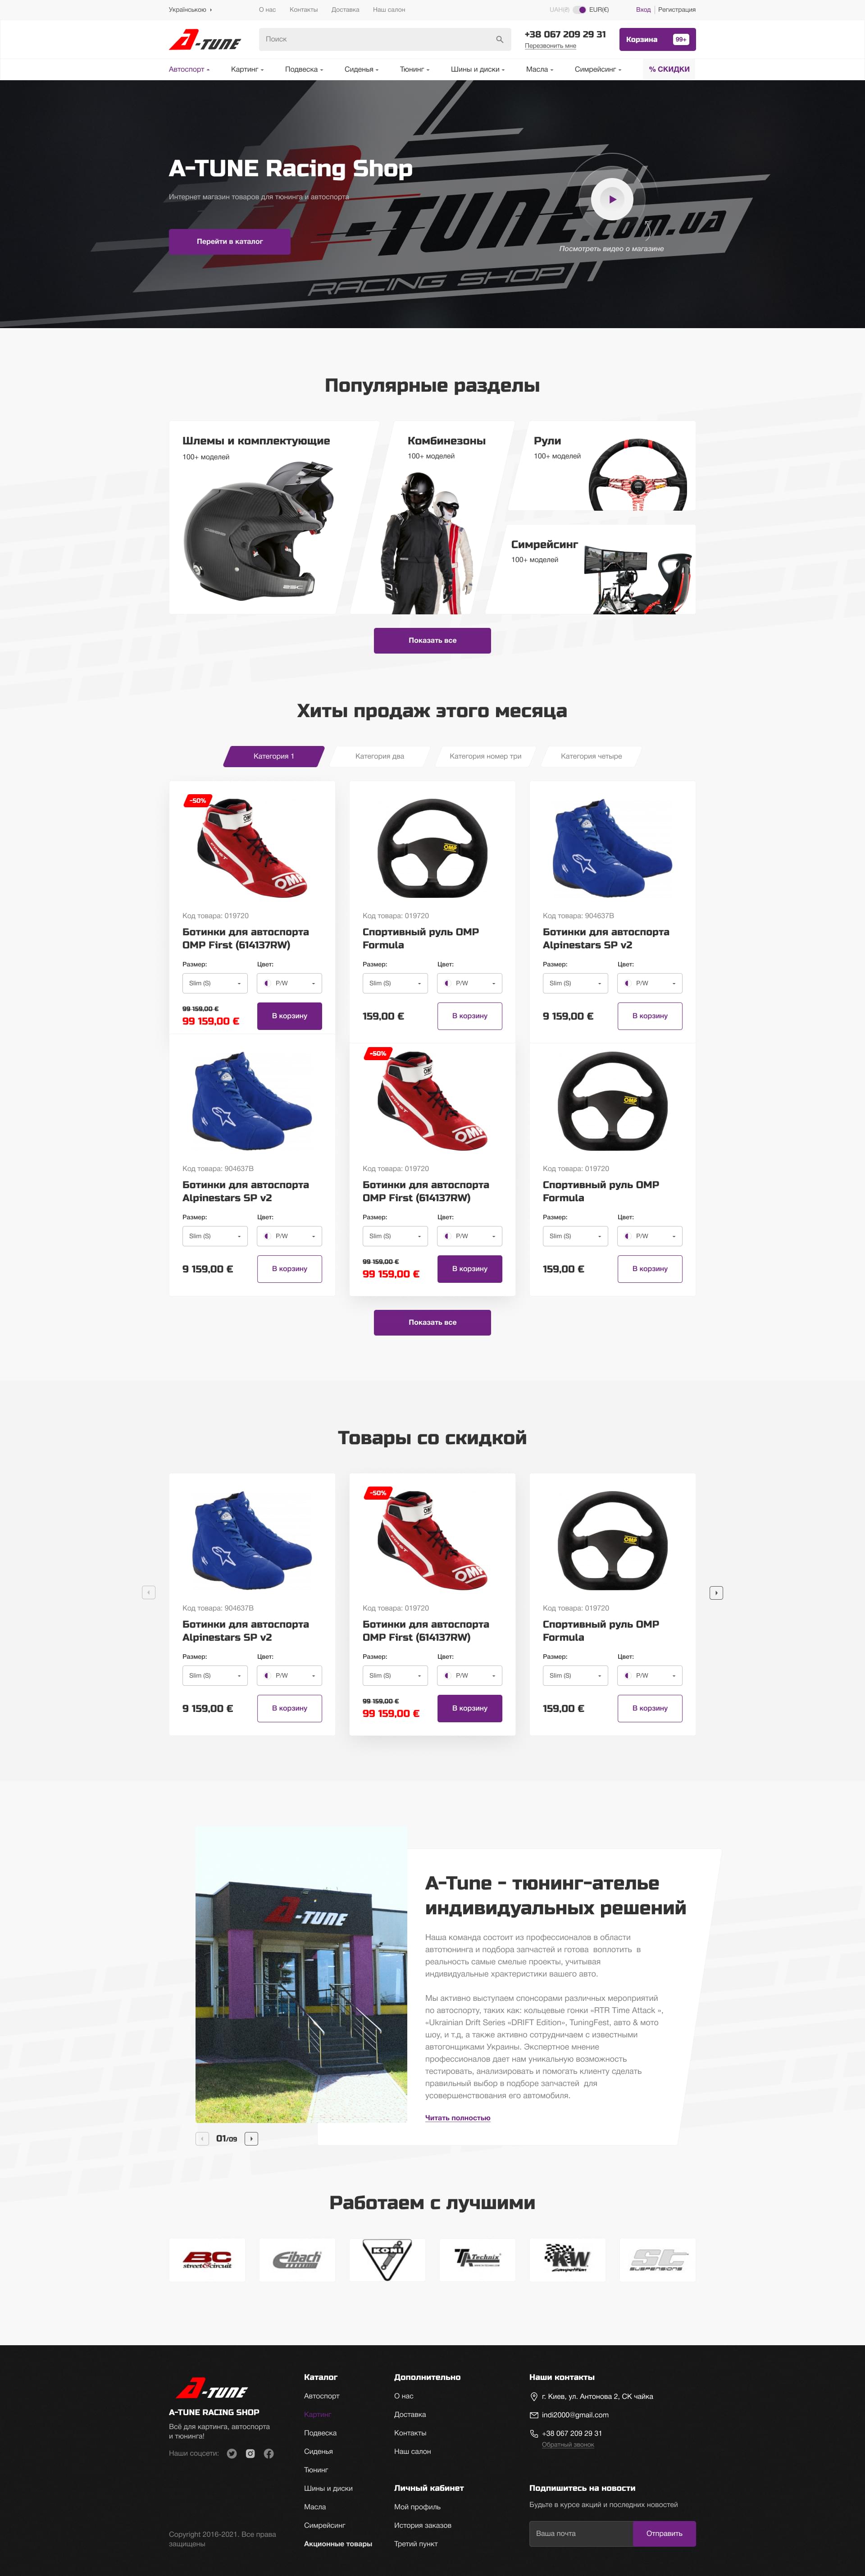 Українською
О нас
Контакты
Доставка
Наш салон
UAH(₴)
EUR(€)
Вход
Регистрация
A-TUNE
Поиск
+38 067 209 29 31
Перезвонить мне
Корзина
99+
Автоспорт
Картинг
Подвеска
Сиденья
Тюнинг
Шины и диски
Масла
Симрейсинг
% СКИДКИ
A-TUNE Racing Shop
Интернет магазин товаров для тюнинга и автоспорта
Перейти в каталог
Посмотреть видео о магазине
A-TUNE.com.ua
RACING SHOP
Популярные разделы
Шлемы и комплектующие
100+ моделей
Комбинезоны
100+ моделей
Рули
100+ моделей
Симрейсинг
100+ моделей
Показать все
Хиты продаж этого месяца
Категория 1
Категория два
Категория номер три
Категория четыре
-50%
Код товара: 019720
Ботинки для автоспорта
OMP First (614137RW)
Размер:
Цвет:
Slim (S)
P/W
99 159,00 €
99 159,00 €
В корзину
Код товара: 019720
Спортивный руль OMP
Formula
Размер:
Цвет:
Slim (S)
P/W
159,00 €
В корзину
Код товара: 904637B
Ботинки для автоспорта
Alpinestars SP v2
Размер:
Цвет:
Slim (S)
P/W
9 159,00 €
В корзину
Код товара: 904637B
Ботинки для автоспорта
Alpinestars SP v2
Размер:
Цвет:
Slim (S)
P/W
9 159,00 €
В корзину
-50%
Код товара: 019720
Ботинки для автоспорта
OMP First (614137RW)
Размер:
Цвет:
Slim (S)
P/W
99 159,00 €
99 159,00 €
В корзину
Код товара: 019720
Спортивный руль OMP
Formula
Размер:
Цвет:
Slim (S)
P/W
159,00 €
В корзину
Показать все
Товары со скидкой
Код товара: 904637B
Ботинки для автоспорта
Alpinestars SP v2
Размер:
Цвет:
Slim (S)
P/W
9 159,00 €
В корзину
-50%
Код товара: 019720
Ботинки для автоспорта
OMP First (614137RW)
Размер:
Цвет:
Slim (S)
P/W
99 159,00 €
99 159,00 €
В корзину
Код товара: 019720
Спортивный руль OMP
Formula
Размер:
Цвет:
Slim (S)
P/W
159,00 €
В корзину
A-TUNE
A-Tune - тюнинг-ателье
индивидуальных решений
Наша команда состоит из профессионалов в области
автотюнинга и подбора запчастей и готова воплотить в
реальность самые смелые проекты, учитывая
индивидуальные храктеристики вашего авто.
Мы активно выступаем спонсорами различных мероприятий
по автоспорту, таких как: кольцевые гонки «RTR Time Attack »,
«Ukrainian Drift Series «DRIFT Edition», TuningFest, авто & мото
шоу, и т.д, а также активно сотрудничаем с известными
автогонщиками Украины. Экспертное мнение
профессионалов дает нам уникальную возможность
тестировать, анализировать и помогать клиенту сделать
правильный выбор в подборе запчастей для
усовершенствования его автомобиля.
Читать полностью
01/09
Работаем с лучшими
BC
street&circuit
Eibach
KONI
TA Technix
KW
competition
st
SUSPENSIONS
A-TUNE
A-TUNE RACING SHOP
Всё для картинга, автоспорта
и тюнинга!
Наши соцсети:
Copyright 2016-2021. Все права
защищены
Каталог
Автоспорт
Картинг
Подвеска
Сиденья
Тюнинг
Шины и диски
Масла
Симрейсинг
Акционные товары
Дополнительно
О нас
Доставка
Контакты
Наш салон
Личный кабинет
Мой профиль
История заказов
Третий пункт
Наши контакты
г. Киев, ул. Антонова 2, СК чайка
indi2000@gmail.com
+38 067 209 29 31
Обратный звонок
Подпишитесь на новости
Будьте в курсе акций и последних новостей
Ваша почта
Отправить